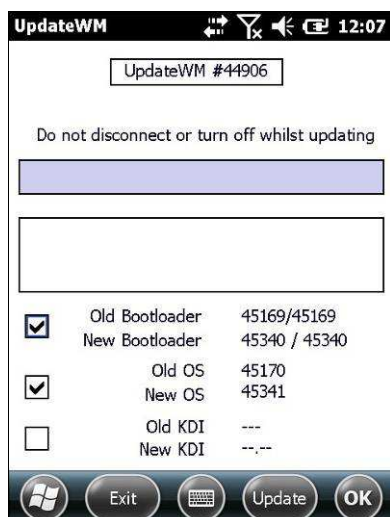 UpdateWM 12:07
UpdateWM #44906
Do not disconnect or turn off whilst updating
Old Bootloader 45169/45169
New Bootloader 45340 / 45340
Old OS 45170
New OS 45341
Old KDI ---
New KDI --.--
Exit Update OK